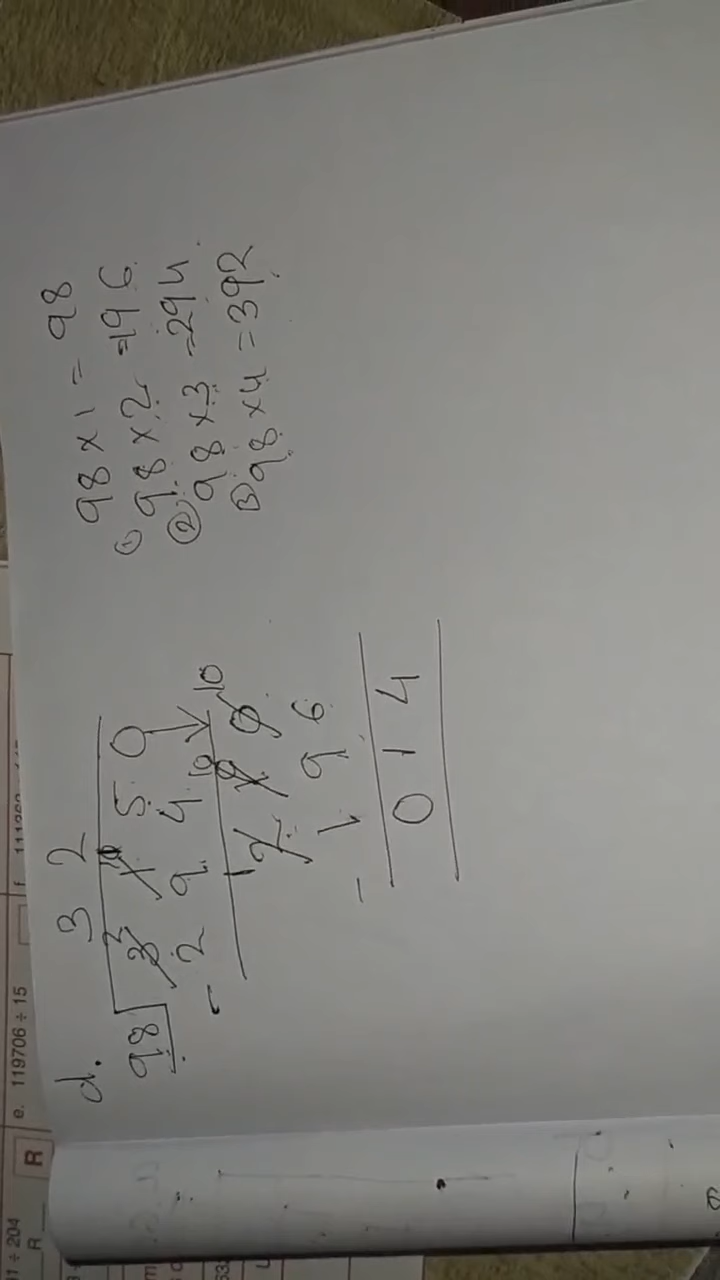 d.
3 2
98 3 1 5 0
- 2 9 4
2 1 0
- 1 9 6
0 1 4
98 × 1 = 98
① 98 × 2 = 196
② 98 × 3 = 294
③ 98 × 4 = 392
e. 119706 ÷ 15
R
÷ 204
R